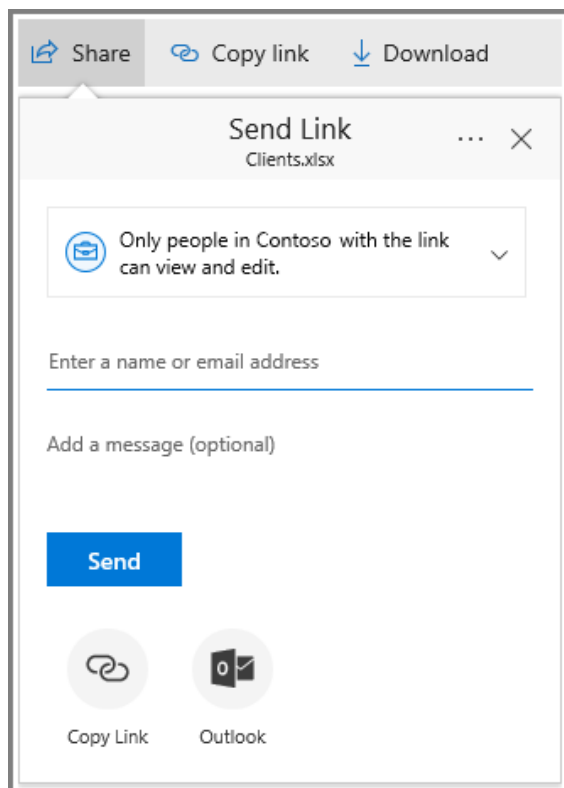 Share Copy link Download
Send Link
...
Clients.xlsx
Only people in Contoso with the link
can view and edit.
Enter a name or email address
Add a message (optional)
Send
Copy Link Outlook